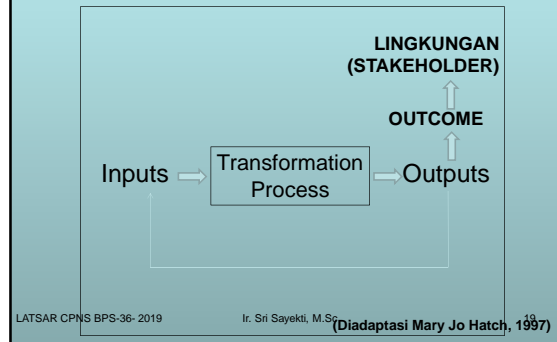 LINGKUNGAN
(STAKEHOLDER)
OUTCOME
Inputs
Transformation
Process
Outputs
LATSAR CPNS BPS-36- 2019
Ir. Sri Sayekti, M.Sc
19
(Diadaptasi Mary Jo Hatch, 1997)